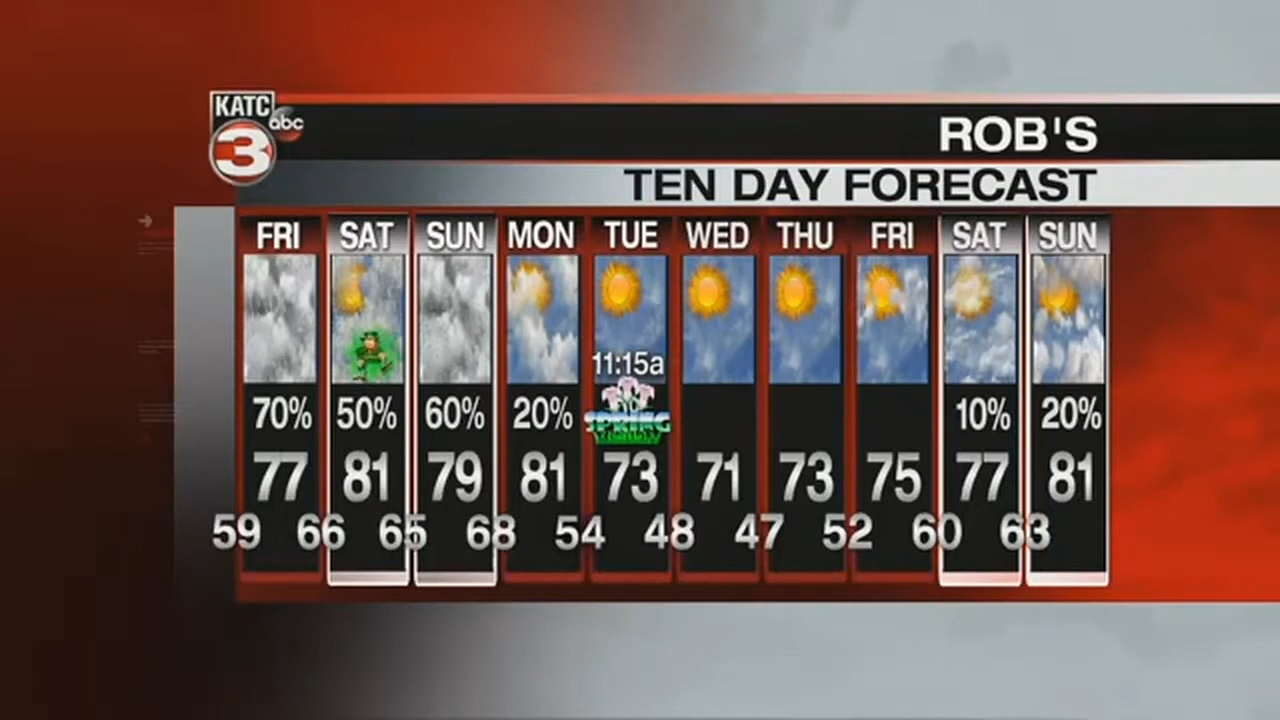 KATC
abc
3
ROB'S
TEN DAY FORECAST
FRI SAT SUN MON TUE WED THU FRI SAT SUN
11:15a
SPRING
70% 50% 60% 20% 10% 20%
77 81 79 81 73 71 73 75 77 81
59 66 65 68 54 48 47 52 60 63